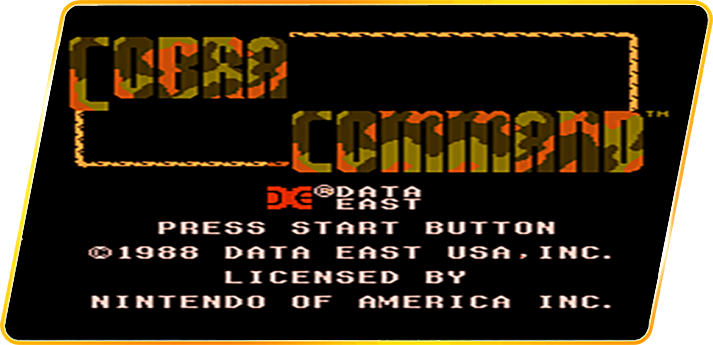 COBRA
COMMAND™
DE ®DATA
EAST
PRESS START BUTTON
©1988 DATA EAST USA,INC.
LICENSED BY
NINTENDO OF AMERICA INC.